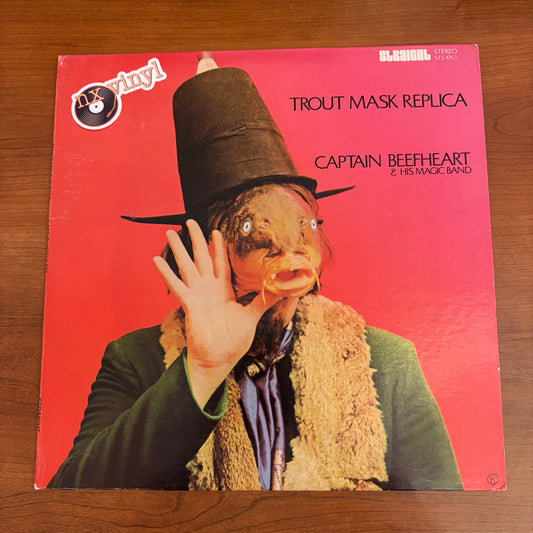 nx vinyl
Straight
STEREO
STS 1053
TROUT MASK REPLICA
CAPTAIN BEEFHEART
& HIS MAGIC BAND